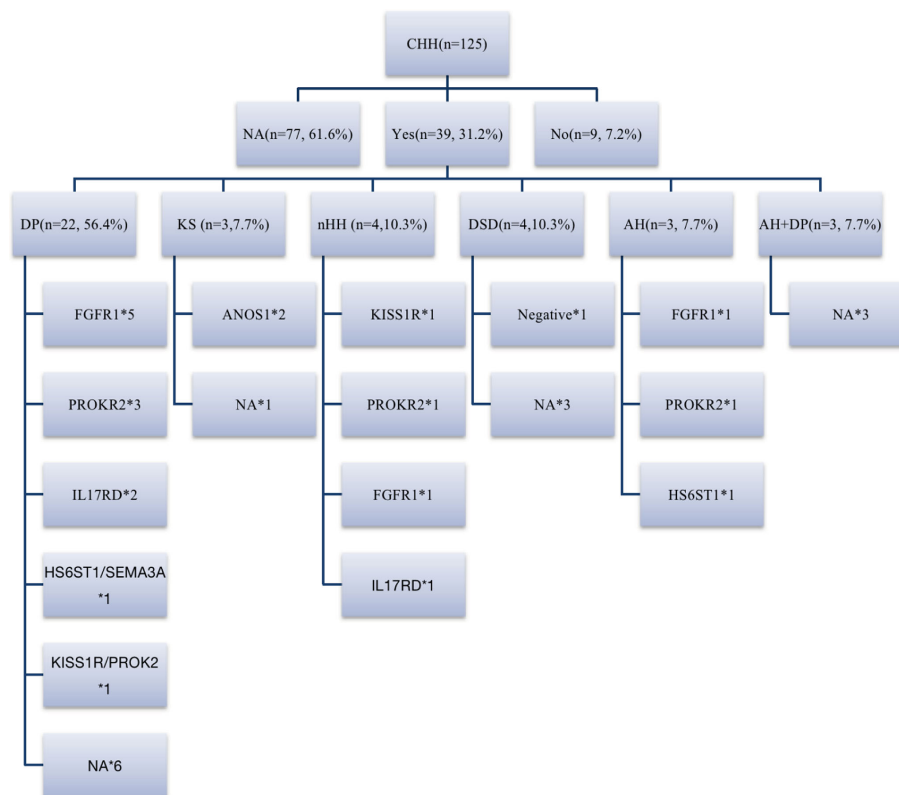 CHH(n=125)
NA(n=77, 61.6%)
Yes(n=39, 31.2%)
No(n=9, 7.2%)
DP(n=22, 56.4%)
KS (n=3,7.7%)
nHH (n=4,10.3%)
DSD(n=4,10.3%)
AH(n=3, 7.7%)
AH+DP(n=3, 7.7%)
FGFR1*5
PROKR2*3
IL17RD*2
HS6ST1/SEMA3A
*1
KISS1R/PROK2
*1
NA*6
ANOS1*2
NA*1
KISS1R*1
PROKR2*1
FGFR1*1
IL17RD*1
Negative*1
NA*3
FGFR1*1
PROKR2*1
HS6ST1*1
NA*3